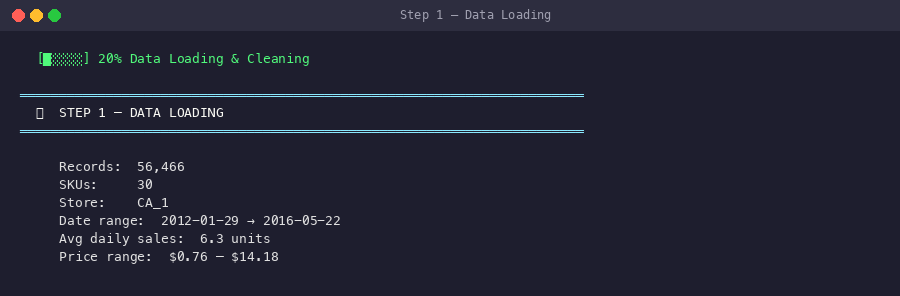 Step 1 — Data Loading
[█░░░░░] 20% Data Loading & Cleaning
STEP 1 — DATA LOADING
Records: 56,466
SKUs: 30
Store: CA_1
Date range: 2012-01-29 → 2016-05-22
Avg daily sales: 6.3 units
Price range: $0.76 — $14.18